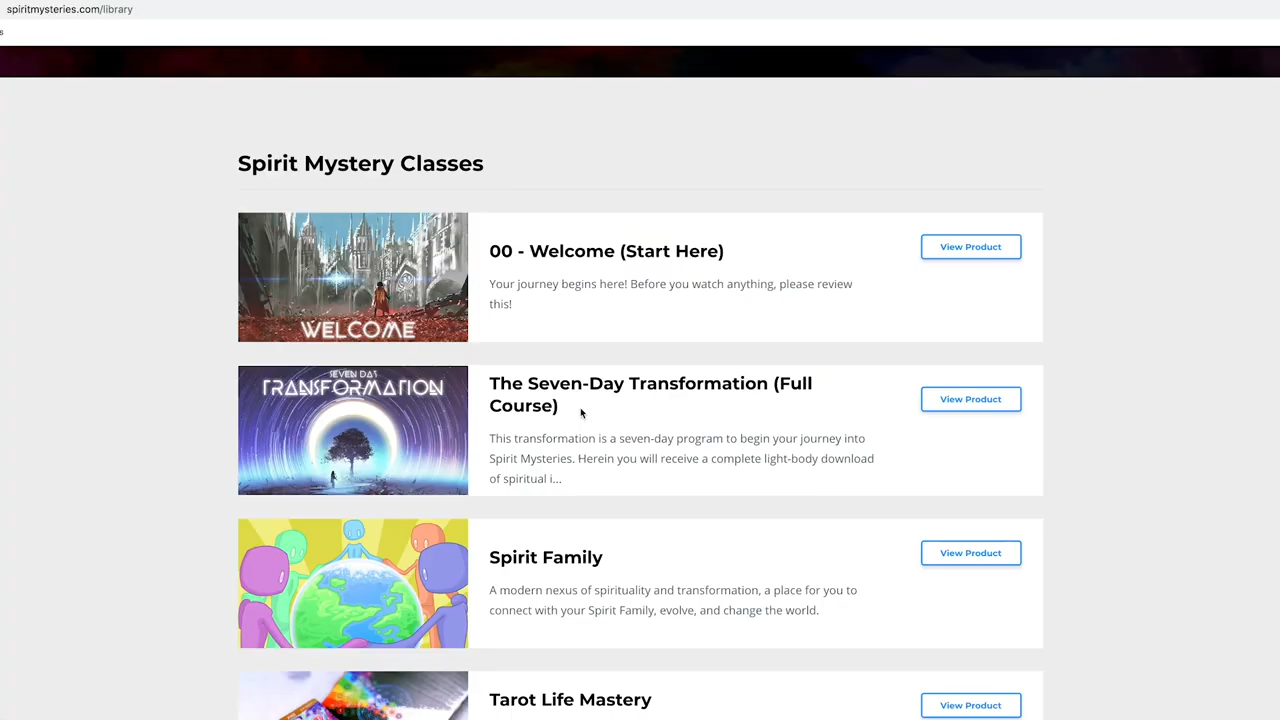 spiritmysteries.com/library
s
Spirit Mystery Classes
WELCOME
00 - Welcome (Start Here)
Your journey begins here! Before you watch anything, please review
this!
View Product
SEVEN DAY
TRANSFORMATION
The Seven-Day Transformation (Full
Course)
This transformation is a seven-day program to begin your journey into
Spirit Mysteries. Herein you will receive a complete light-body download
of spiritual i...
View Product
Spirit Family
A modern nexus of spirituality and transformation, a place for you to
connect with your Spirit Family, evolve, and change the world.
View Product
Tarot Life Mastery
View Product